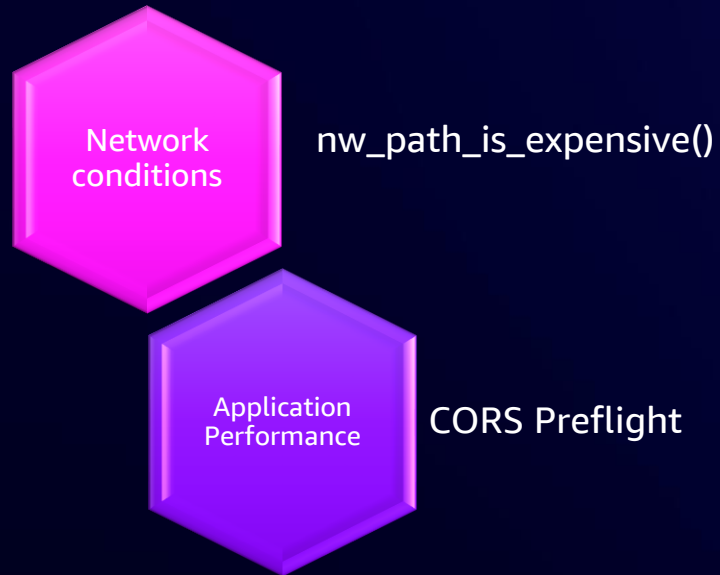 Network
conditions
nw_path_is_expensive()
Application
Performance
CORS Preflight